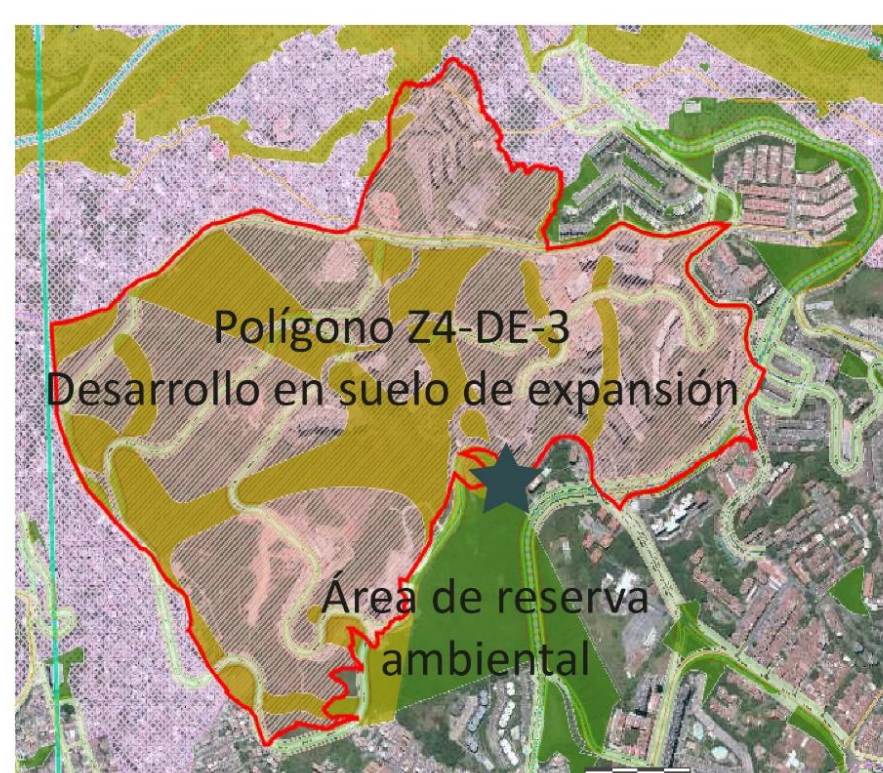 Polígono Z4-DE-3
Desarrollo en suelo de expansión
Área de reserva
ambiental